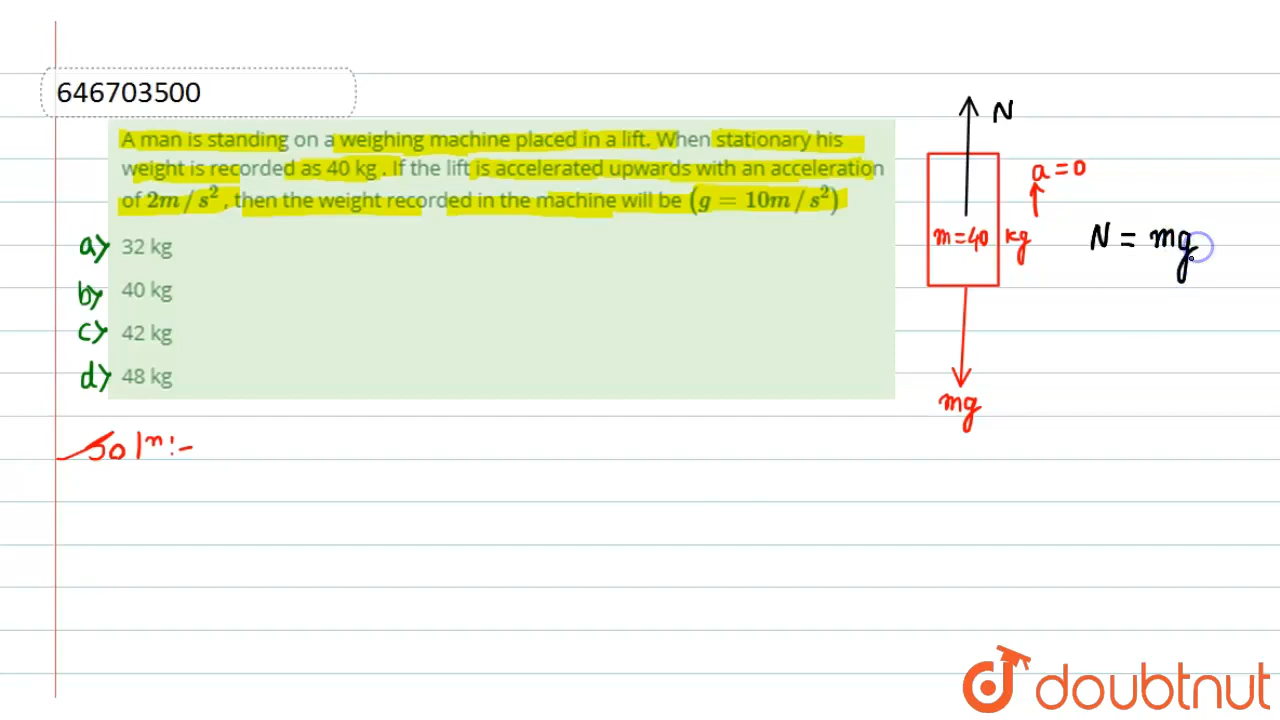 646703500
A man is standing on a weighing machine placed in a lift. When stationary his
weight is recorded as 40 kg . If the lift is accelerated upwards with an acceleration
of 2m/s² , then the weight recorded in the machine will be (g = 10m/s²)
a) 32 kg
b) 40 kg
c) 42 kg
d) 48 kg
Solⁿ:-
N
a = 0
m = 40 kg
N = mg
mg
doubtnut